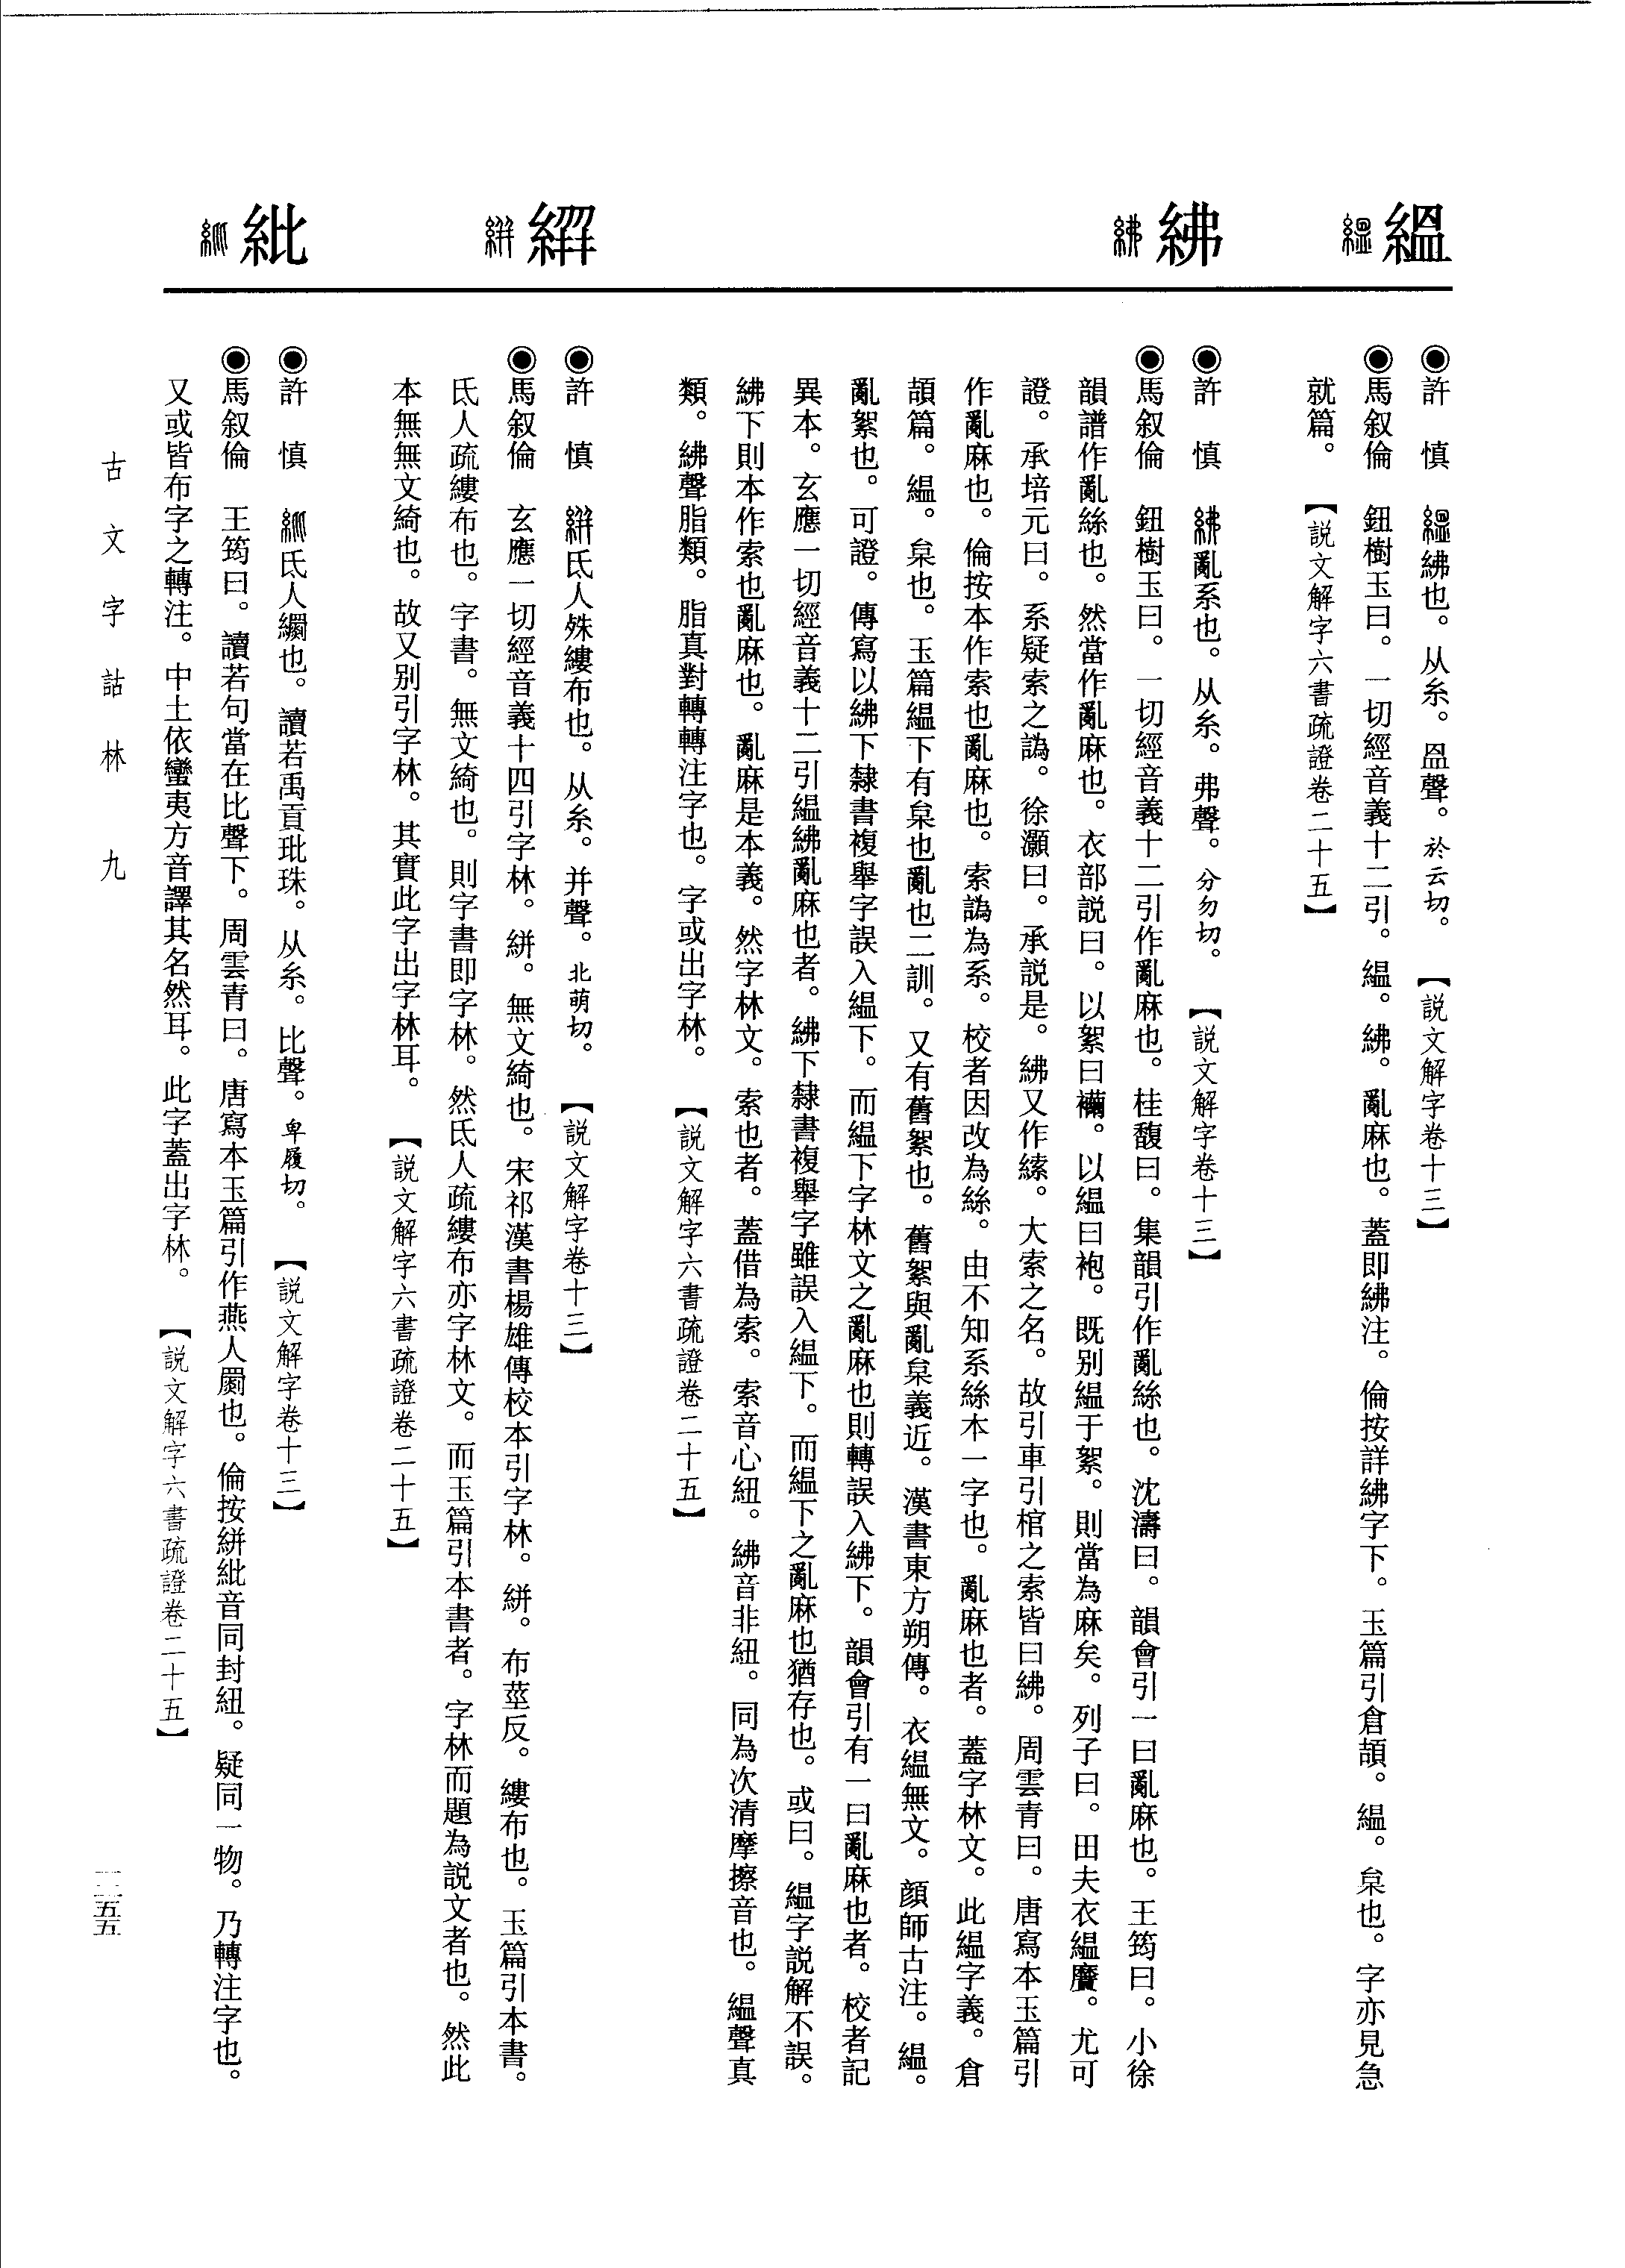 縕
◉許　慎　縕紼也。从糸。𥁕聲。於云切。【説文解字卷十三】
◉馬叙倫　鈕樹玉曰。一切經音義十二引。緼。紼。亂麻也。蓋即紼注。倫按詳紼字下。玉篇引倉頡。緼。枲也。字亦見急
就篇。【説文解字六書疏證卷二十五】
紼
◉許　慎　紼亂系也。从糸。弗聲。分勿切。【説文解字卷十三】
◉馬叙倫　鈕樹玉曰。一切經音義十二引作亂麻也。桂馥曰。集韻引作亂絲也。沈濤曰。韻會引一曰亂麻也。王筠曰。小徐
韻譜作亂絲也。然當作亂麻也。衣部説曰。以絮曰襺。以緼曰袍。既别緼于絮。則當為麻矣。列子曰。田夫衣緼黂。尤可
證。承培元曰。系疑索之譌。徐灝曰。承説是。紼又作𦃘。大索之名。故引車引棺之索皆曰紼。周雲青曰。唐寫本玉篇引
作亂麻也。倫按本作索也亂麻也。索譌為系。校者因改為絲。由不知系絲本一字也。亂麻也者。蓋字林文。此緼字義。倉
頡篇。緼。枲也。玉篇緼下有枲也亂也二訓。又有舊絮也。舊絮與亂枲義近。漢書東方朔傳。衣緼無文。顔師古注。緼。
亂絮也。可證。傳寫以紼下隸書複舉字誤入緼下。而緼下字林文之亂麻也則轉誤入紼下。韻會引有一曰亂麻也者。校者記
異本。玄應一切經音義十二引緼紼亂麻也者。紼下隸書複舉字雖誤入緼下。而緼下之亂麻也猶存也。或曰。緼字説解不誤。
紼下則本作索也亂麻也。亂麻是本義。然字林文。索也者。蓋借為索。索音心紐。紼音非紐。同為次清摩擦音也。緼聲真
類。紼聲脂類。脂真對轉轉注字也。字或出字林。【説文解字六書疏證卷二十五】
絣
◉許　慎　絣氐人殊縷布也。从糸。并聲。北萌切。【説文解字卷十三】
◉馬叙倫　玄應一切經音義十四引字林。絣。無文綺也。宋祁漢書楊雄傳校本引字林。絣。布莖反。縷布也。玉篇引本書。
氐人疏縷布也。字書。無文綺也。則字書即字林。然氐人疏縷布亦字林文。而玉篇引本書者。字林而題為説文者也。然此
本無無文綺也。故又别引字林。其實此字出字林耳。【説文解字六書疏證卷二十五】
紕
◉許　慎　紕氐人繝也。讀若禹貢玭珠。从糸。比聲。卑履切。【説文解字卷十三】
◉馬叙倫　王筠曰。讀若句當在比聲下。周雲青曰。唐寫本玉篇引作燕人罽也。倫按絣紕音同封紐。疑同一物。乃轉注字也。
又或皆布字之轉注。中土依蠻夷方音譯其名然耳。此字蓋出字林。【説文解字六書疏證卷二十五】
古文字詁林　九
一二五五